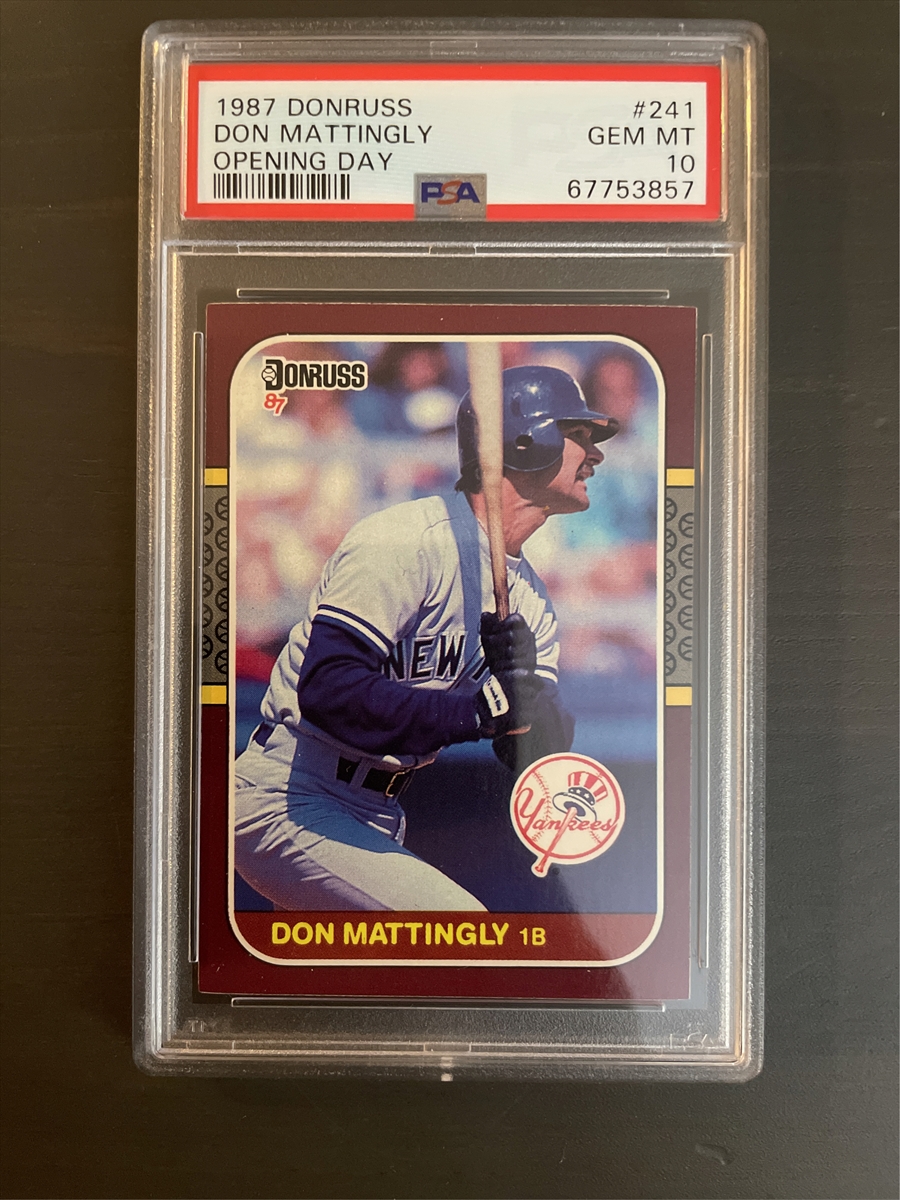 1987 DONRUSS #241
DON MATTINGLY GEM MT
OPENING DAY 10
PSA 67753857
DONRUSS
87
NEW
Yankees
DON MATTINGLY 1B